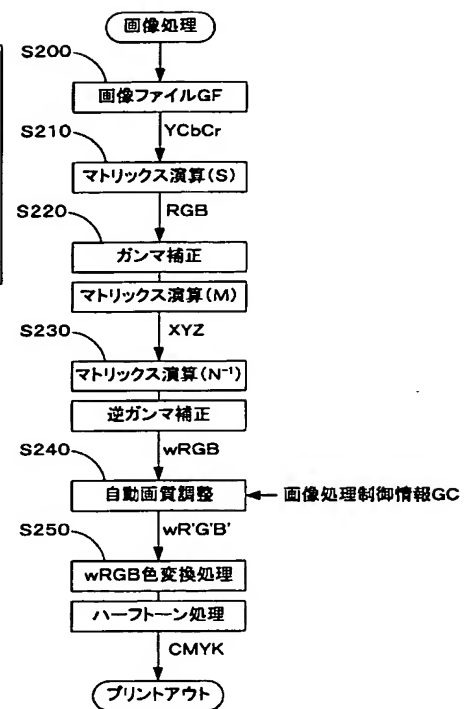 画像処理
S200
画像ファイルGF
YCbCr
S210
マトリックス演算(S)
RGB
S220
ガンマ補正
マトリックス演算(M)
XYZ
S230
マトリックス演算(N⁻¹)
逆ガンマ補正
wRGB
S240
自動画質調整
画像処理制御情報GC
wR'G'B'
S250
wRGB色変換処理
ハーフトーン処理
CMYK
プリントアウト